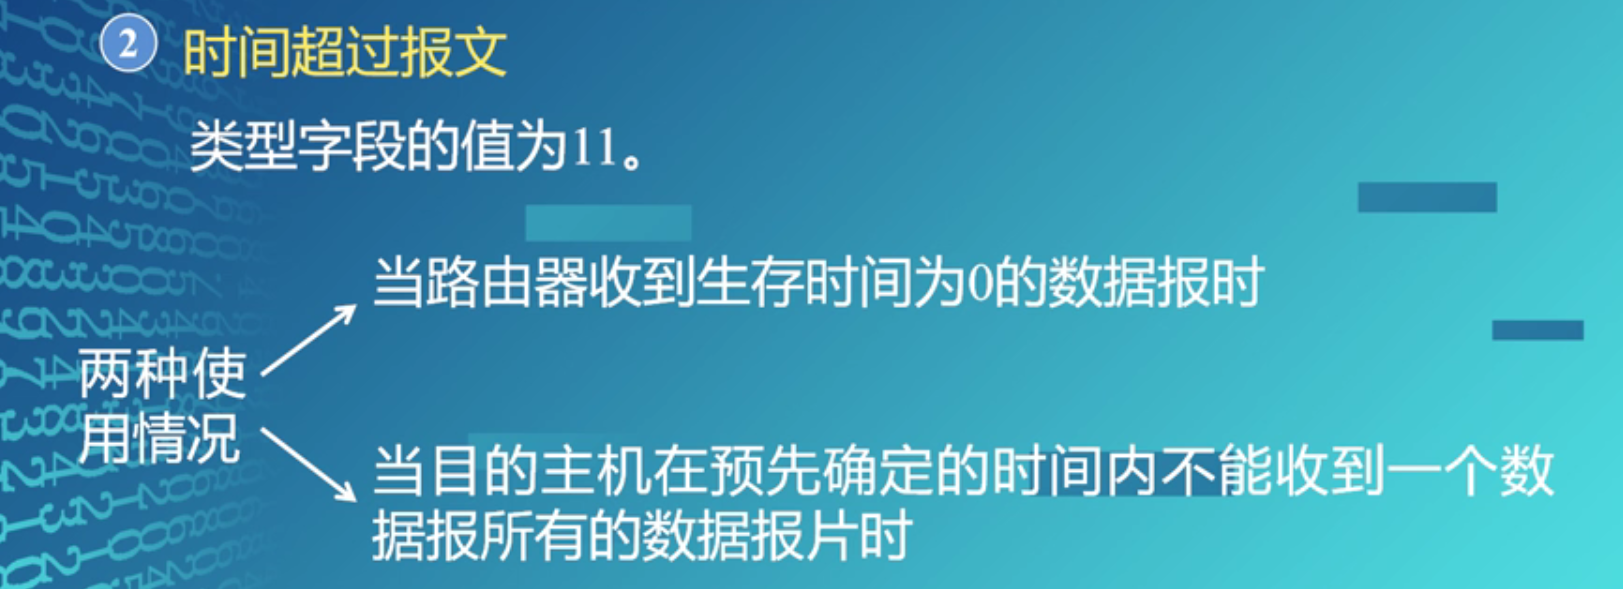 2 时间超过报文
类型字段的值为11。
当路由器收到生存时间为0的数据报时
两种使
用情况
当目的主机在预先确定的时间内不能收到一个数
据报所有的数据报片时